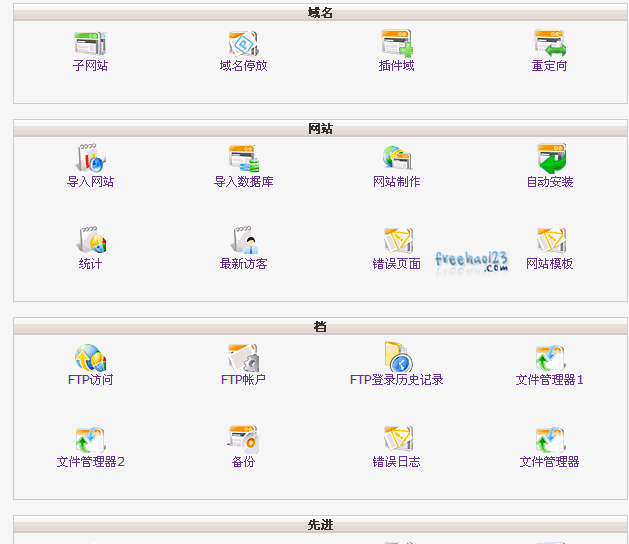 域名
子网站 域名停放 插件域 重定向
网站
导入网站 导入数据库 网站制作 自动安装
统计 最新访客 错误页面 网站模板
freehao123
.com
档
FTP访问 FTP帐户 FTP登录历史记录 文件管理器1
文件管理器2 备份 错误日志 文件管理器
先进